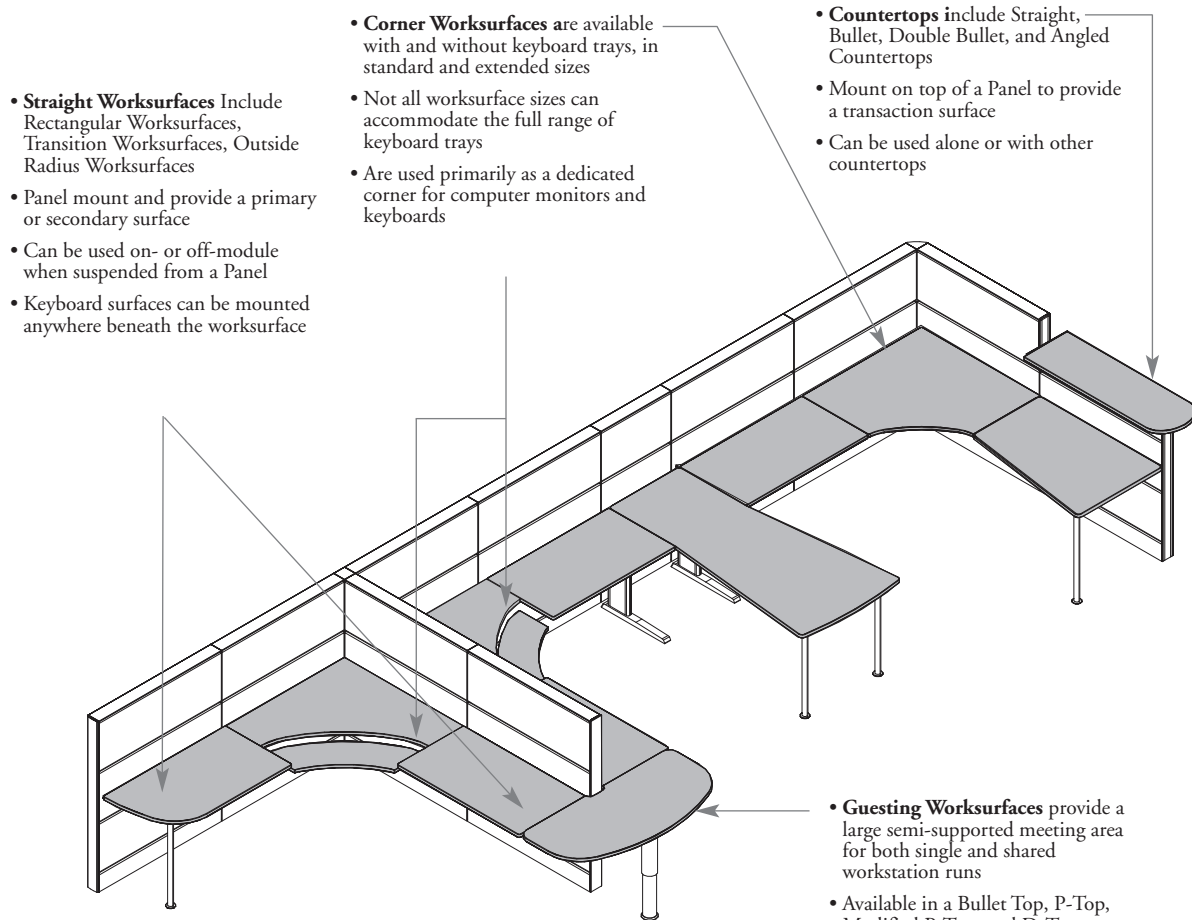 • Straight Worksurfaces Include
Rectangular Worksurfaces,
Transition Worksurfaces, Outside
Radius Worksurfaces
• Panel mount and provide a primary
or secondary surface
• Can be used on- or off-module
when suspended from a Panel
• Keyboard surfaces can be mounted
anywhere beneath the worksurface
• Corner Worksurfaces are available
with and without keyboard trays, in
standard and extended sizes
• Not all worksurface sizes can
accommodate the full range of
keyboard trays
• Are used primarily as a dedicated
corner for computer monitors and
keyboards
• Countertops include Straight,
Bullet, Double Bullet, and Angled
Countertops
• Mount on top of a Panel to provide
a transaction surface
• Can be used alone or with other
countertops
• Guesting Worksurfaces provide a
large semi-supported meeting area
for both single and shared
workstation runs
• Available in a Bullet Top, P-Top,